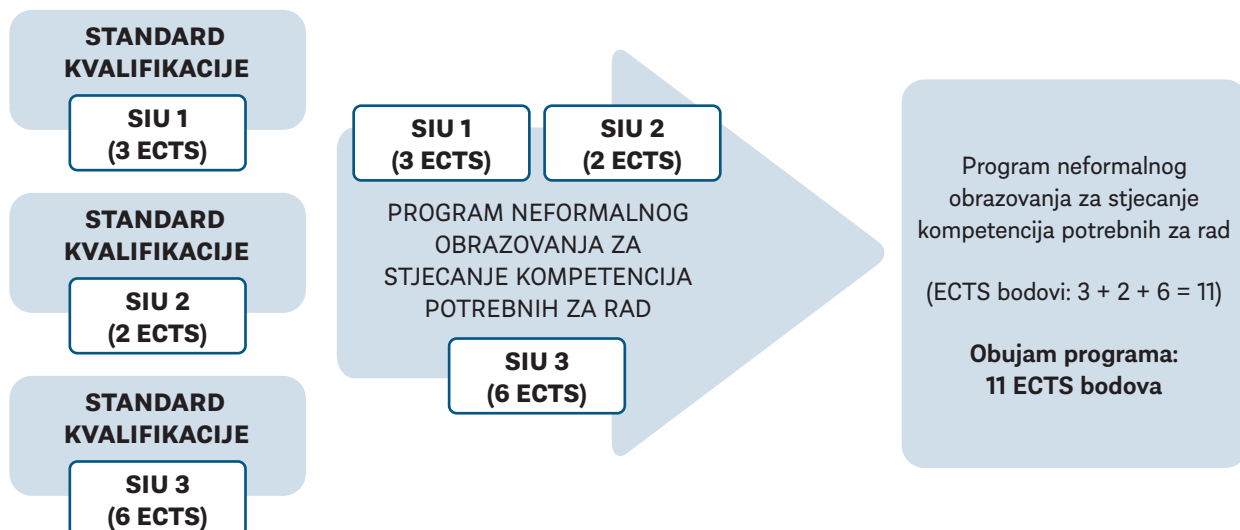 STANDARD
KVALIFIKACIJE
SIU 1
(3 ECTS)
STANDARD
KVALIFIKACIJE
SIU 2
(2 ECTS)
STANDARD
KVALIFIKACIJE
SIU 3
(6 ECTS)
SIU 1
(3 ECTS)
SIU 2
(2 ECTS)
PROGRAM NEFORMALNOG
OBRAZOVANJA ZA
STJECANJE KOMPETENCIJA
POTREBNIH ZA RAD
SIU 3
(6 ECTS)
Program neformalnog
obrazovanja za stjecanje
kompetencija potrebnih za rad
(ECTS bodovi: 3 + 2 + 6 = 11)
Obujam programa:
11 ECTS bodova